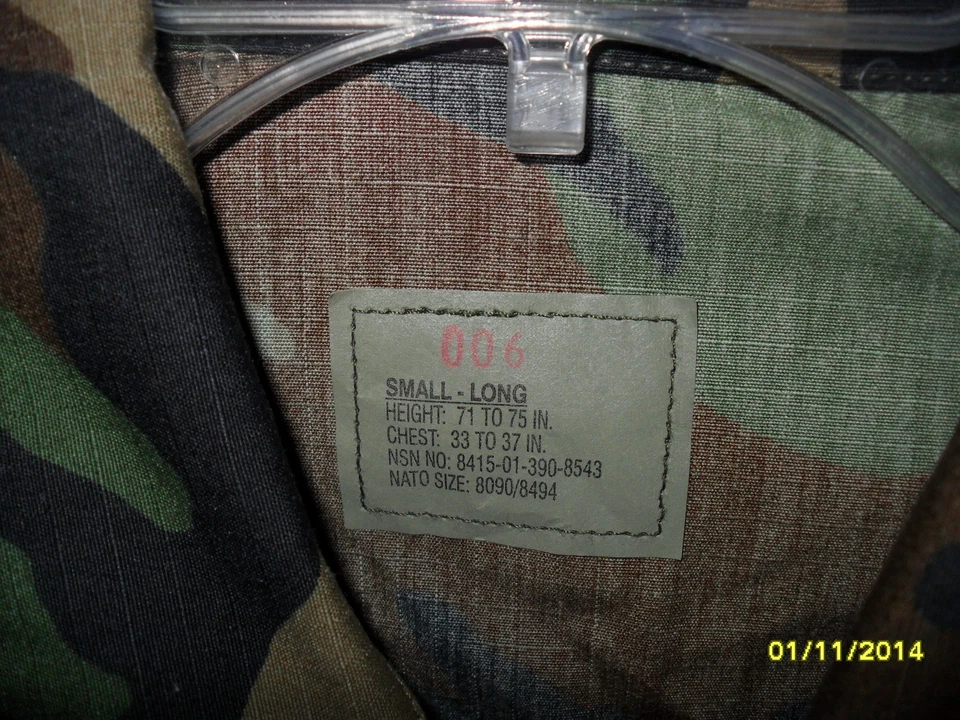 006
SMALL - LONG
HEIGHT: 71 TO 75 IN.
CHEST: 33 TO 37 IN.
NSN NO: 8415-01-390-8543
NATO SIZE: 8090/8494
01/11/2014